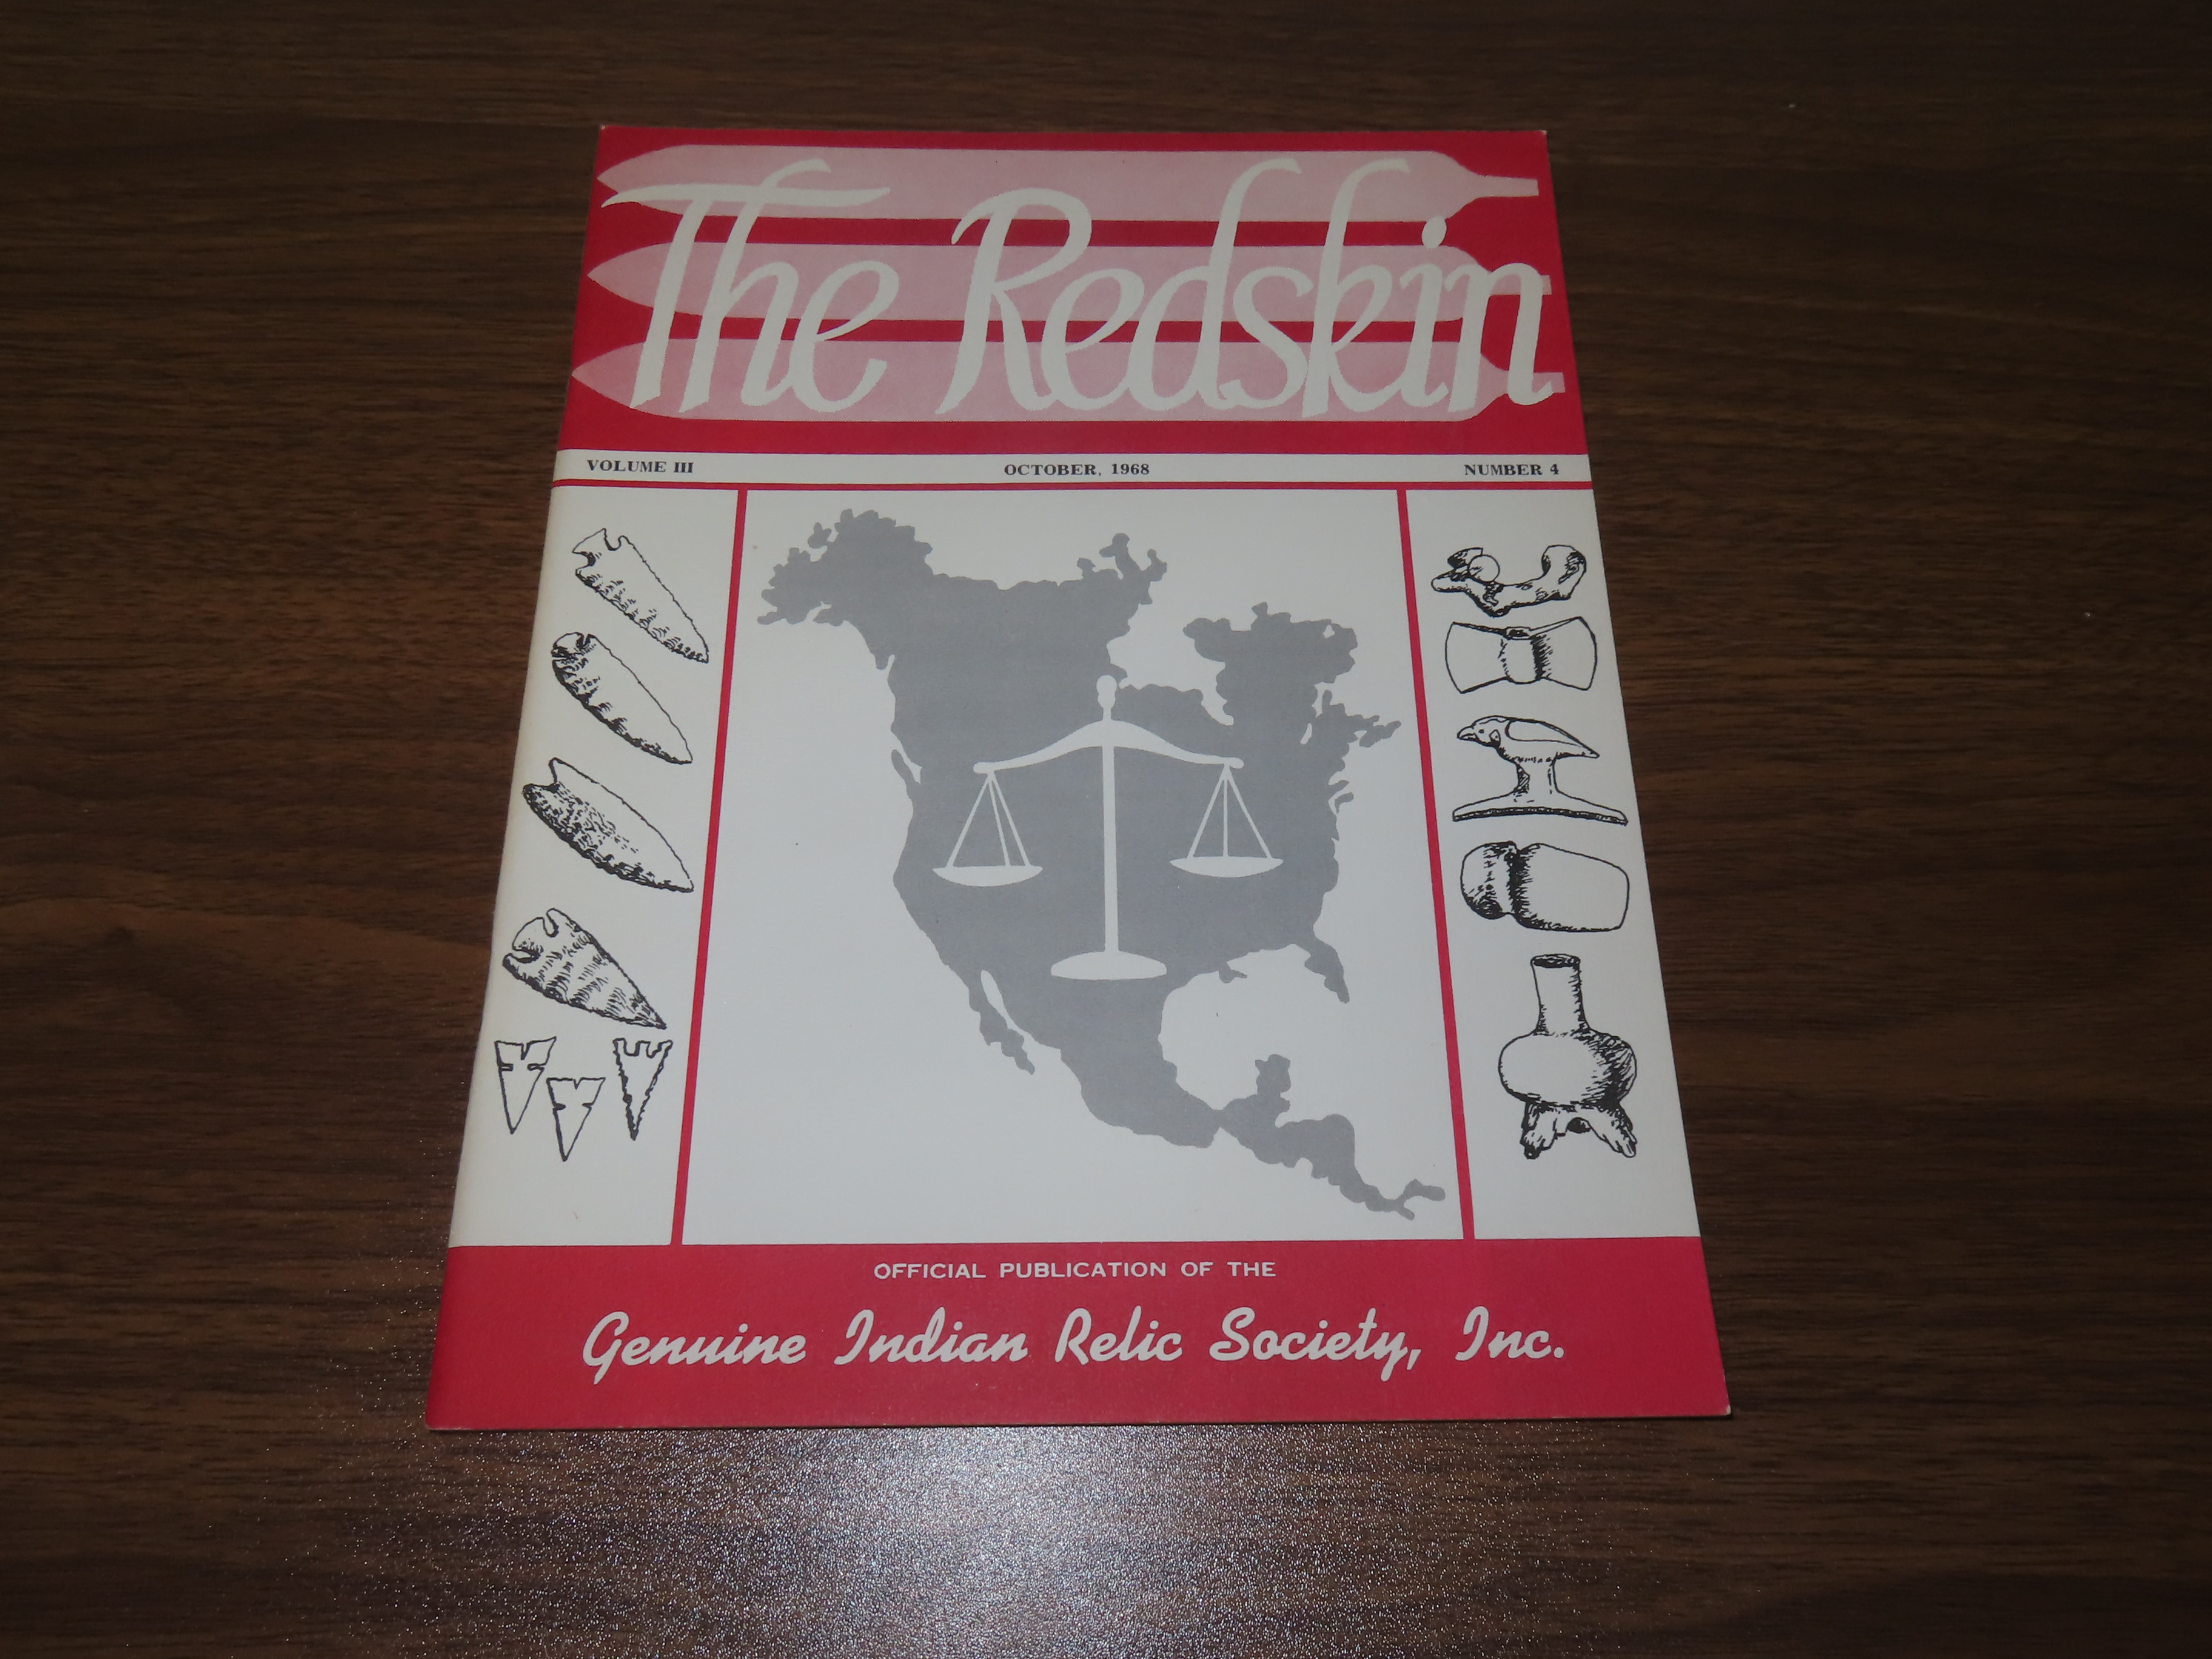 The Redskin
VOLUME III OCTOBER, 1968 NUMBER 4
OFFICIAL PUBLICATION OF THE
Genuine Indian Relic Society, Inc.